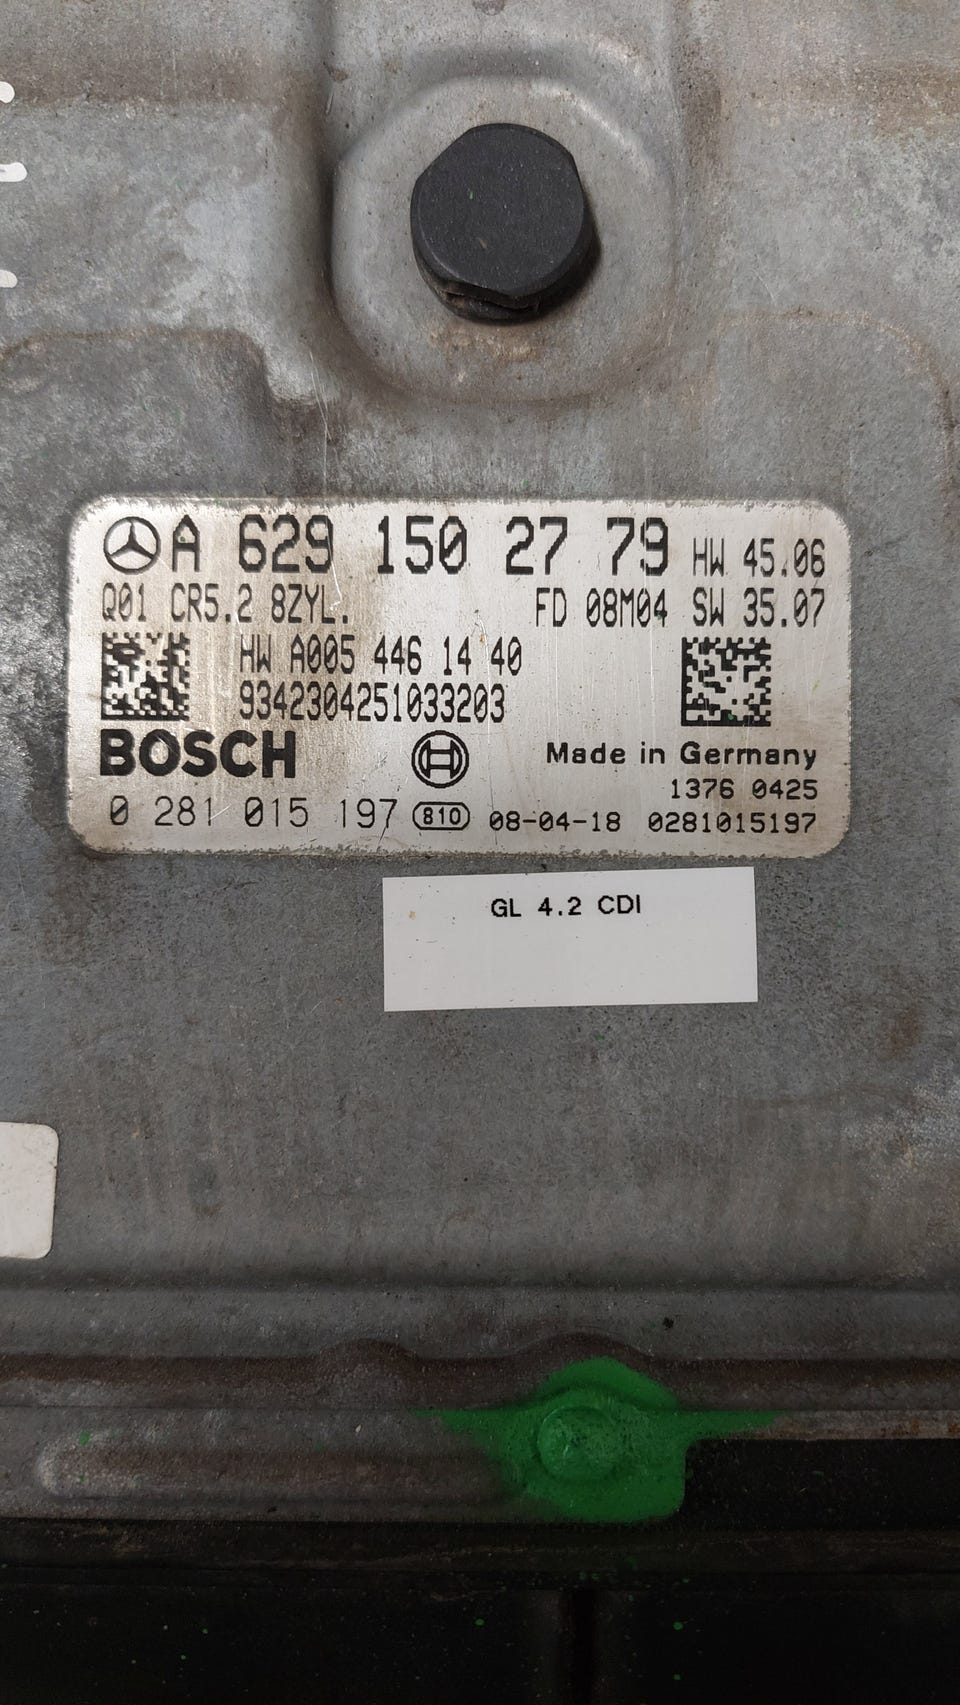 A 629 150 27 79 HW 45.06
Q01 CR5.2 8ZYL. FD 08M04 SW 35.07
HW A005 446 14 40
9342304251033203
BOSCH Made in Germany
1376 0425
0 281 015 197 810 08-04-18 0281015197
GL 4.2 CDI